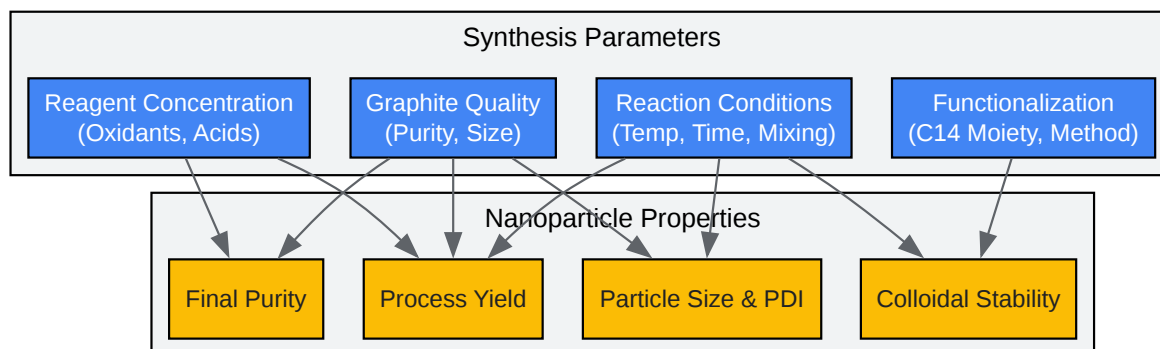 Synthesis Parameters
Reagent Concentration
(Oxidants, Acids)
Graphite Quality
(Purity, Size)
Reaction Conditions
(Temp, Time, Mixing)
Functionalization
(C14 Moiety, Method)
Nanoparticle Properties
Final Purity
Process Yield
Particle Size & PDI
Colloidal Stability